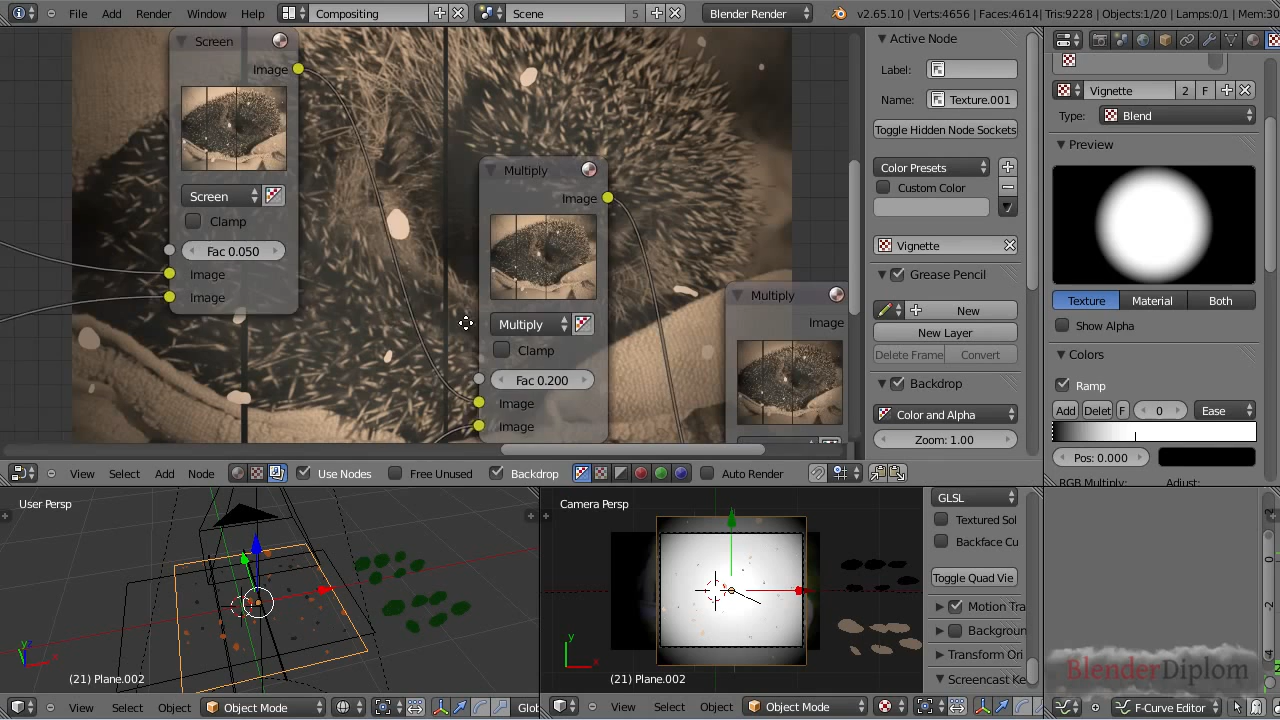 File Add Render Window Help Compositing Scene 5 Blender Render v2.65.10 | Verts:4656 | Faces:4614| Tris:9228 | Objects:1/20 | Lamps:0/1 | Mem:30
Screen
Image
Screen
Clamp
Fac 0.050
Image
Image
Multiply
Image
Multiply
Clamp
Fac 0.200
Image
Image
Multiply
Image
Active Node
Label:
Name: Texture.001
Toggle Hidden Node Sockets
Color Presets
Custom Color
Vignette
Grease Pencil
New
New Layer
Delete Frame Convert
Backdrop
Color and Alpha
Zoom: 1.00
Vignette 2 F
Type: Blend
Preview
Texture Material Both
Show Alpha
Colors
Ramp
Add Delet F 0 Ease
Pos: 0.000
RGB Multiply: Adjust:
View Select Add Node Use Nodes Free Unused Backdrop Auto Render
User Persp
(21) Plane.002
Camera Persp
(21) Plane.002
GLSL
Textured Sol
Backface Cu
Toggle Quad Vie
Motion Tra
Backgroun
Transform Ori
Screencast Ke
BlenderDiplom
View Select Object Object Mode Glob
View Select Object Object Mode
F-Curve Editor